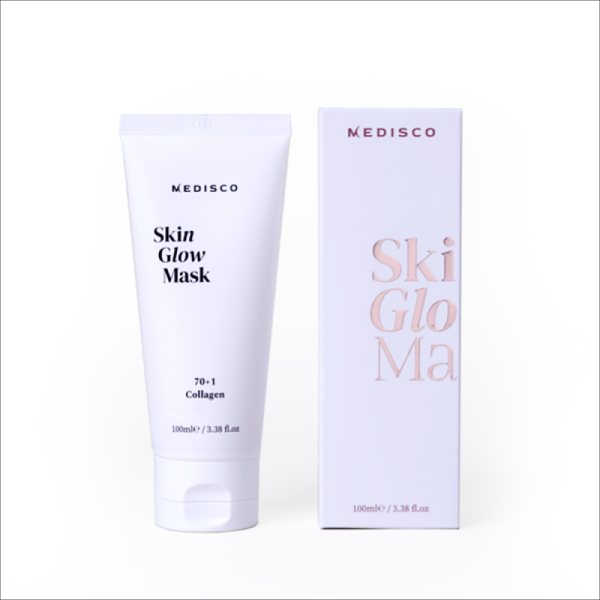 MEDISCO
Skin
Glow
Mask
70+1
Collagen
100ml℮ / 3.38 fl.oz
MEDISCO
Ski
Glo
Ma
100ml℮ / 3.38 fl.oz